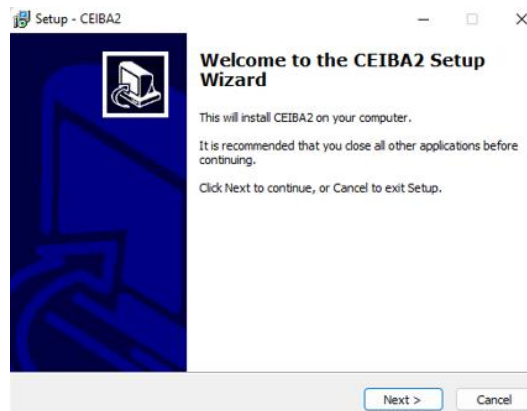 Setup - CEIBA2
Welcome to the CEIBA2 Setup
Wizard
This will install CEIBA2 on your computer.
It is recommended that you close all other applications before
continuing.
Click Next to continue, or Cancel to exit Setup.
Next >
Cancel